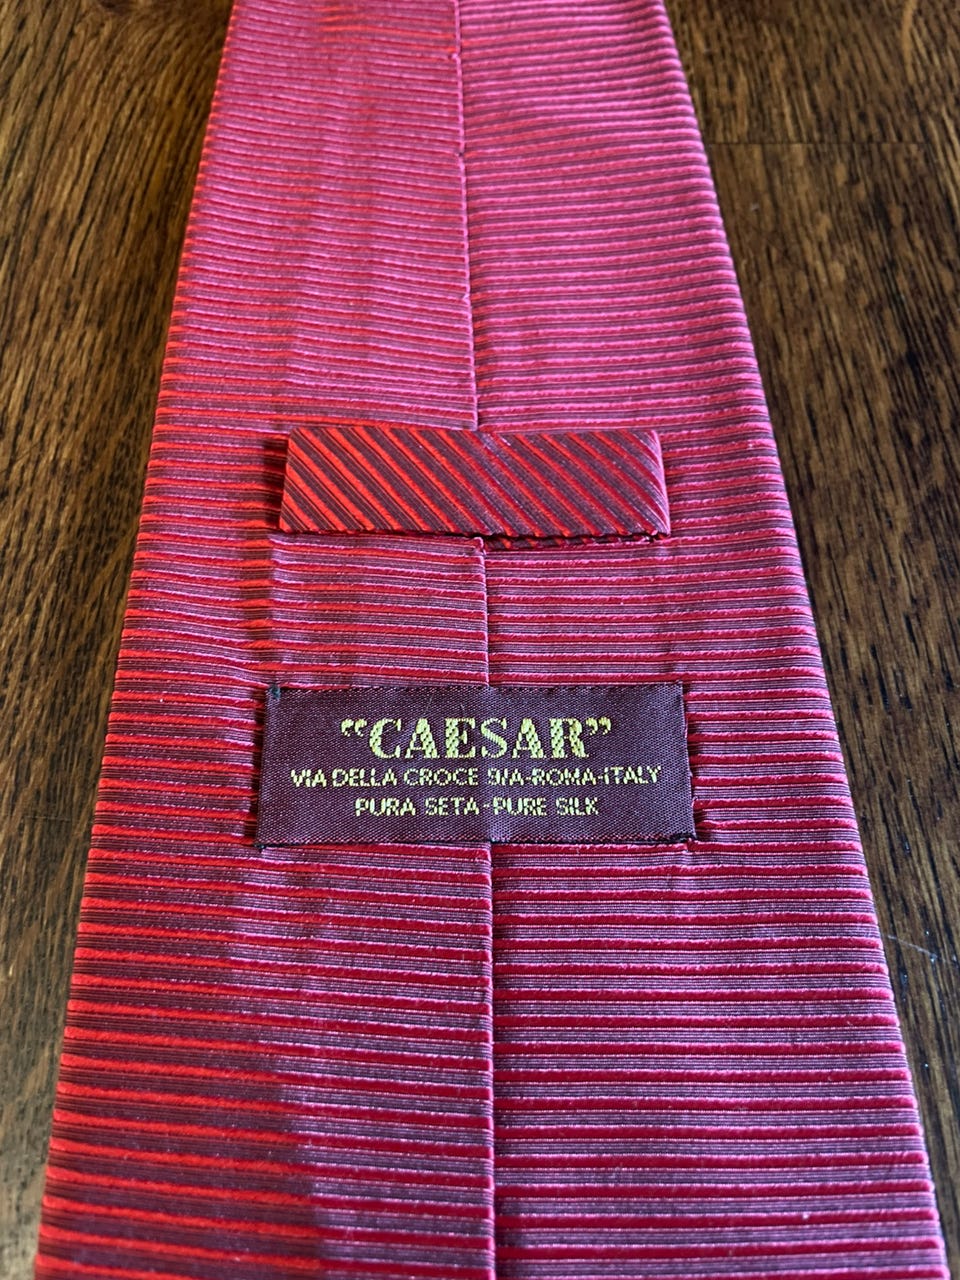 “CAESAR”
VIA DELLA CROCE 9/A-ROMA-ITALY
PURA SETA-PURE SILK